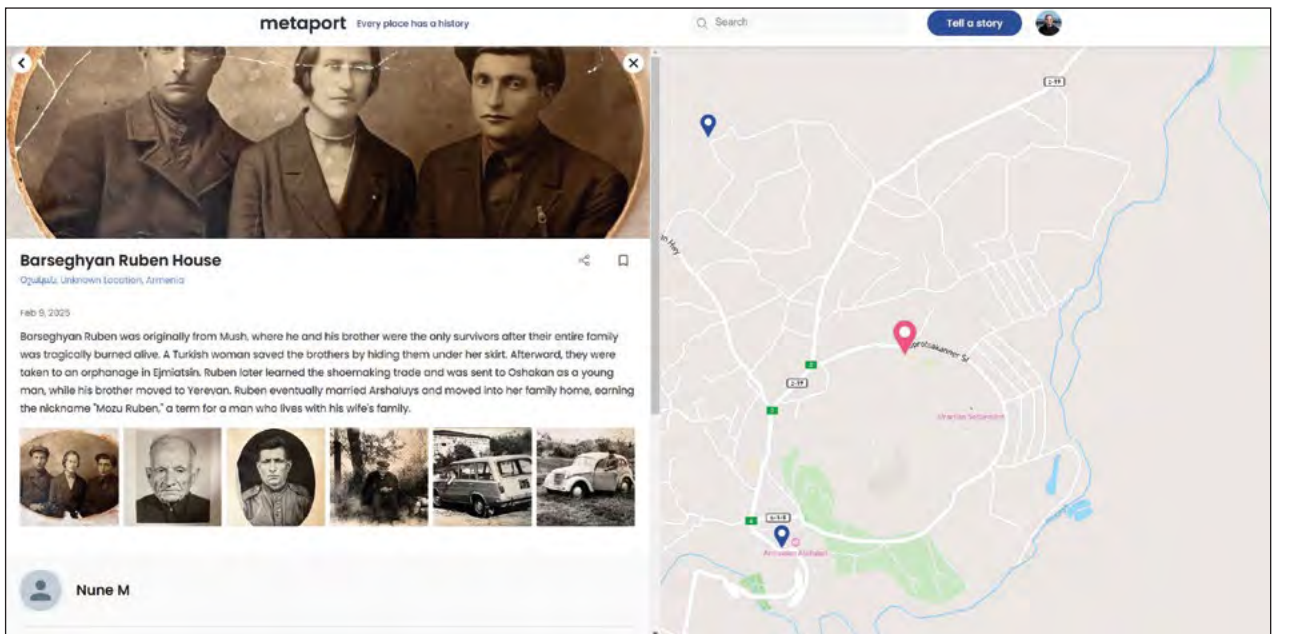 metaport Every place has a history
Search
Tell a story
Barseghyan Ruben House
Օշական, Unknown Location, Armenia
Feb 9, 2025
Barseghyan Ruben was originally from Mush, where he and his brother were the only survivors after their entire family
was tragically burned alive. A Turkish woman saved the brothers by hiding them under her skirt. Afterward, they were
taken to an orphanage in Ejmiatsin. Ruben later learned the shoemaking trade and was sent to Oshakan as a young
man, while his brother moved to Yerevan. Ruben eventually married Arshaluys and moved into her family home, earning
the nickname "Mozu Ruben," a term for a man who lives with his wife's family.
Nune M
Hwy